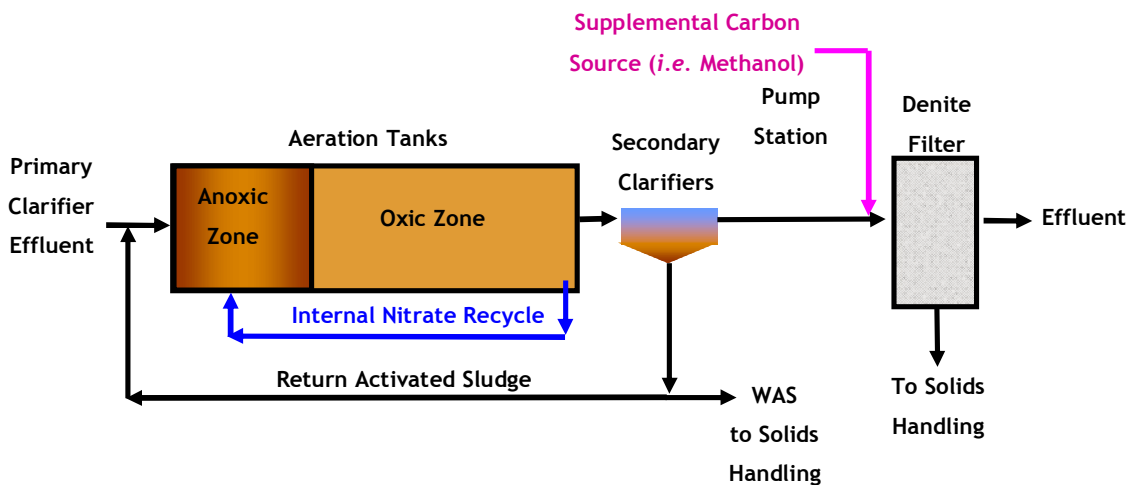 Supplemental Carbon
Source (i.e. Methanol)
Pump
Station
Denite
Filter
Aeration Tanks
Secondary
Clarifiers
Primary
Clarifier
Effluent
Anoxic
Zone
Oxic Zone
Effluent
Internal Nitrate Recycle
Return Activated Sludge
WAS
to Solids
Handling
To Solids
Handling